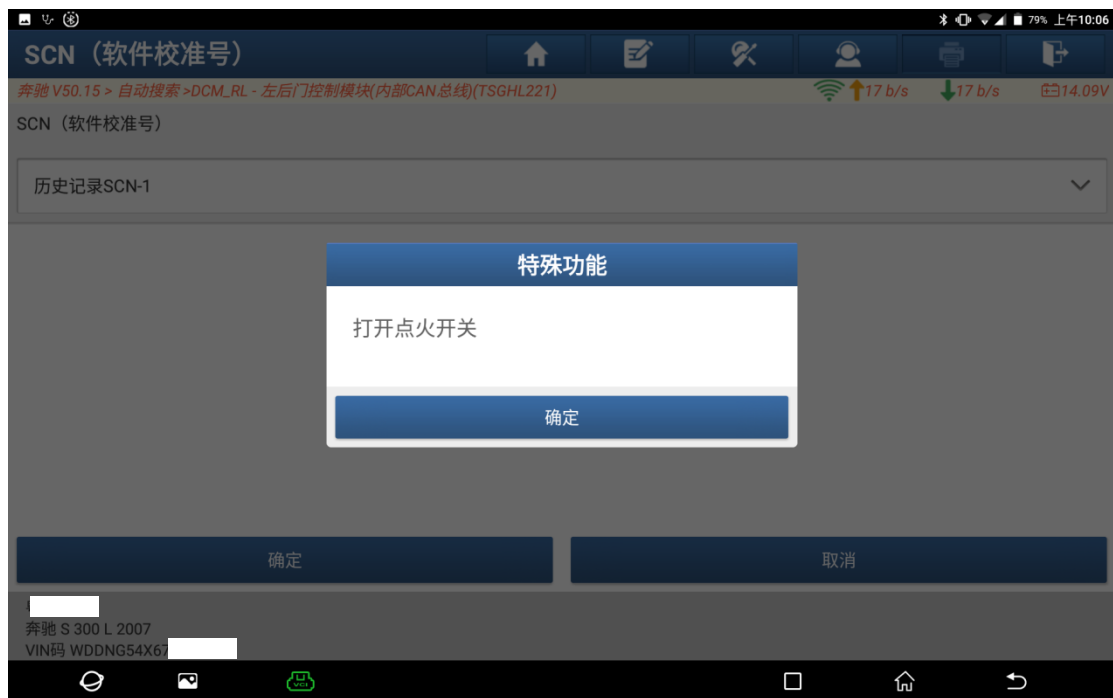 79% 上午10:06
SCN（软件校准号）
奔驰 V50.15 > 自动搜索 >DCM_RL - 左后门控制模块(内部CAN总线)(TSGHL221)
17 b/s
17 b/s
14.09V
SCN（软件校准号）
历史记录SCN-1
特殊功能
打开点火开关
确定
确定
取消
奔驰 S 300 L 2007
VIN码 WDDNG54X67
VCI